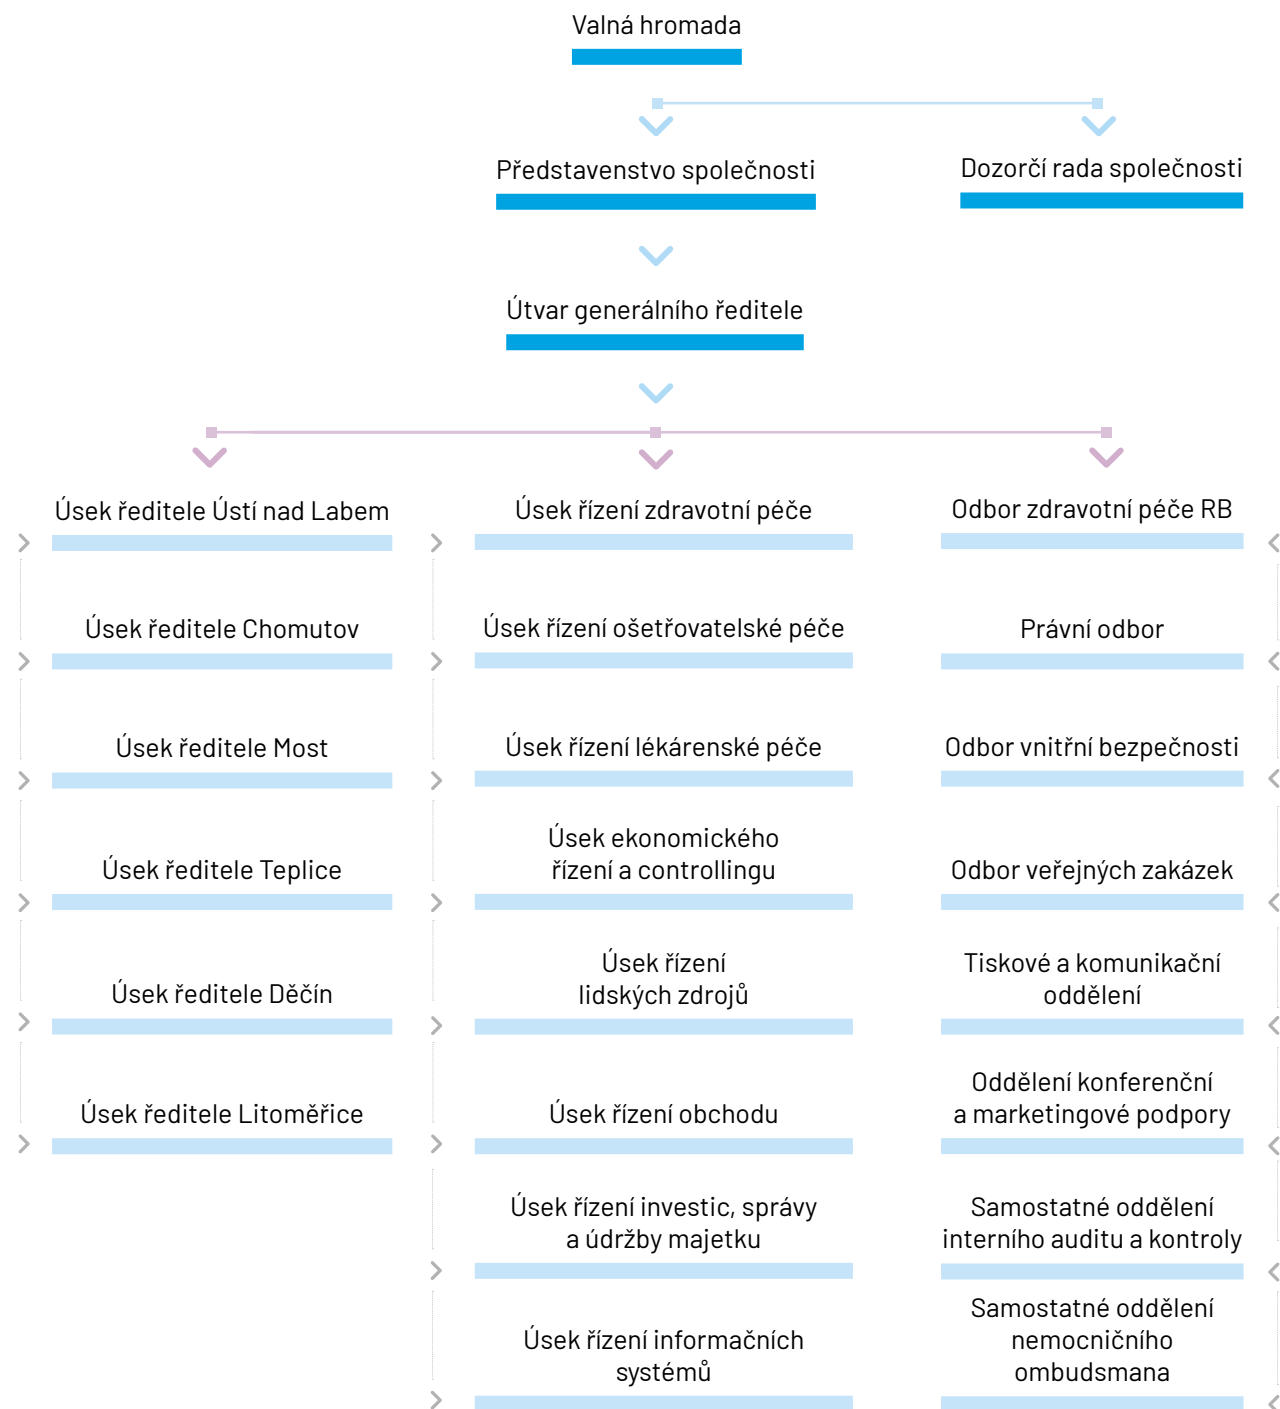 Valná hromada
Představenstvo společnosti
Dozorčí rada společnosti
Útvar generálního ředitele
Úsek ředitele Ústí nad Labem
Úsek řízení zdravotní péče
Odbor zdravotní péče RB
Úsek ředitele Chomutov
Úsek řízení ošetřovatelské péče
Právní odbor
Úsek ředitele Most
Úsek řízení lékárenské péče
Odbor vnitřní bezpečnosti
Úsek ředitele Teplice
Úsek ekonomického
řízení a controllingu
Odbor veřejných zakázek
Úsek ředitele Děčín
Úsek řízení
lidských zdrojů
Tiskové a komunikační
oddělení
Úsek ředitele Litoměřice
Úsek řízení obchodu
Oddělení konferenční
a marketingové podpory
Úsek řízení investic, správy
a údržby majetku
Samostatné oddělení
interního auditu a kontroly
Úsek řízení informačních
systémů
Samostatné oddělení
nemocničního
ombudsmana